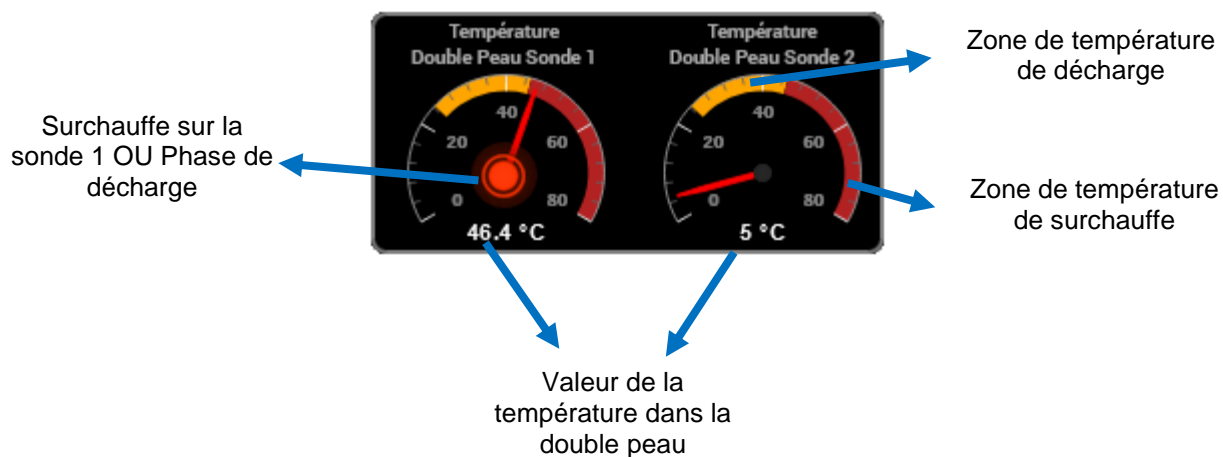 Température
Double Peau Sonde 1
Température
Double Peau Sonde 2
Zone de température
de décharge
Surchauffe sur la
sonde 1 OU Phase de
décharge
0
20
40
60
80
46.4 °C
0
20
40
60
80
5 °C
Zone de température
de surchauffe
Valeur de la
température dans la
double peau